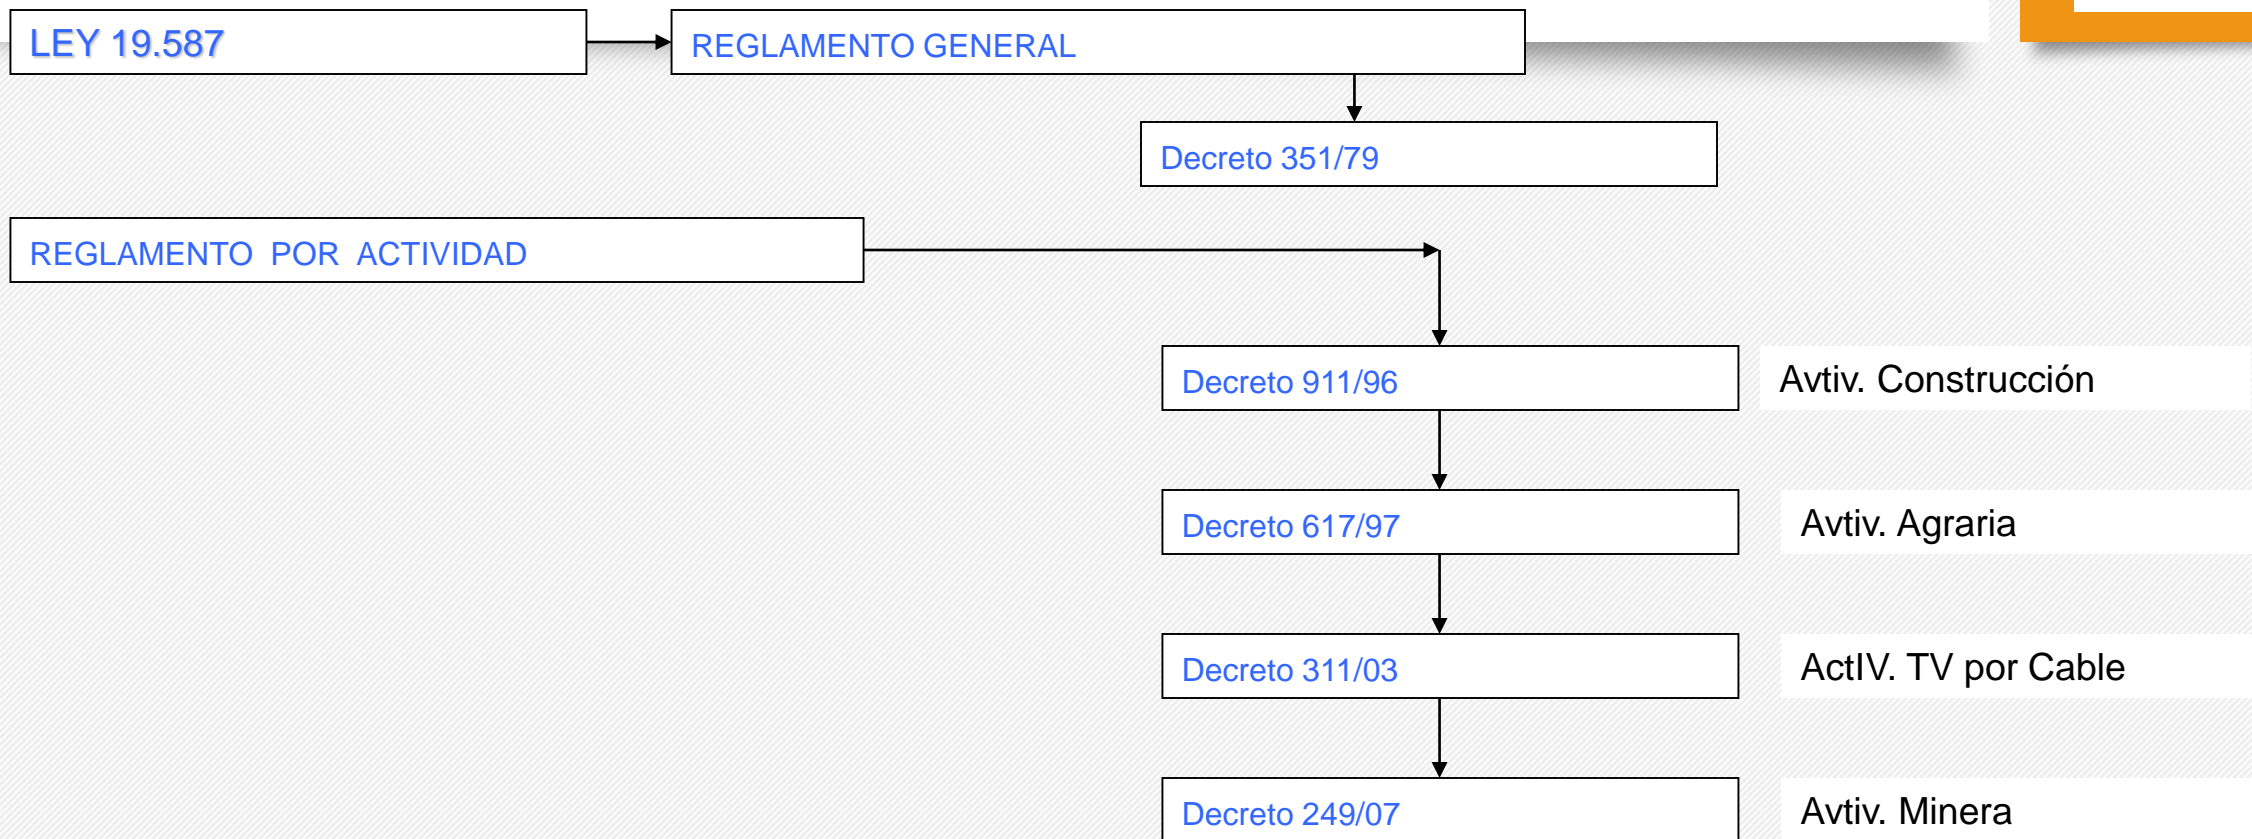 LEY 19.587
REGLAMENTO GENERAL
Decreto 351/79
REGLAMENTO POR ACTIVIDAD
Decreto 911/96
Avtiv. Construcción
Decreto 617/97
Avtiv. Agraria
Decreto 311/03
ActIV. TV por Cable
Decreto 249/07
Avtiv. Minera